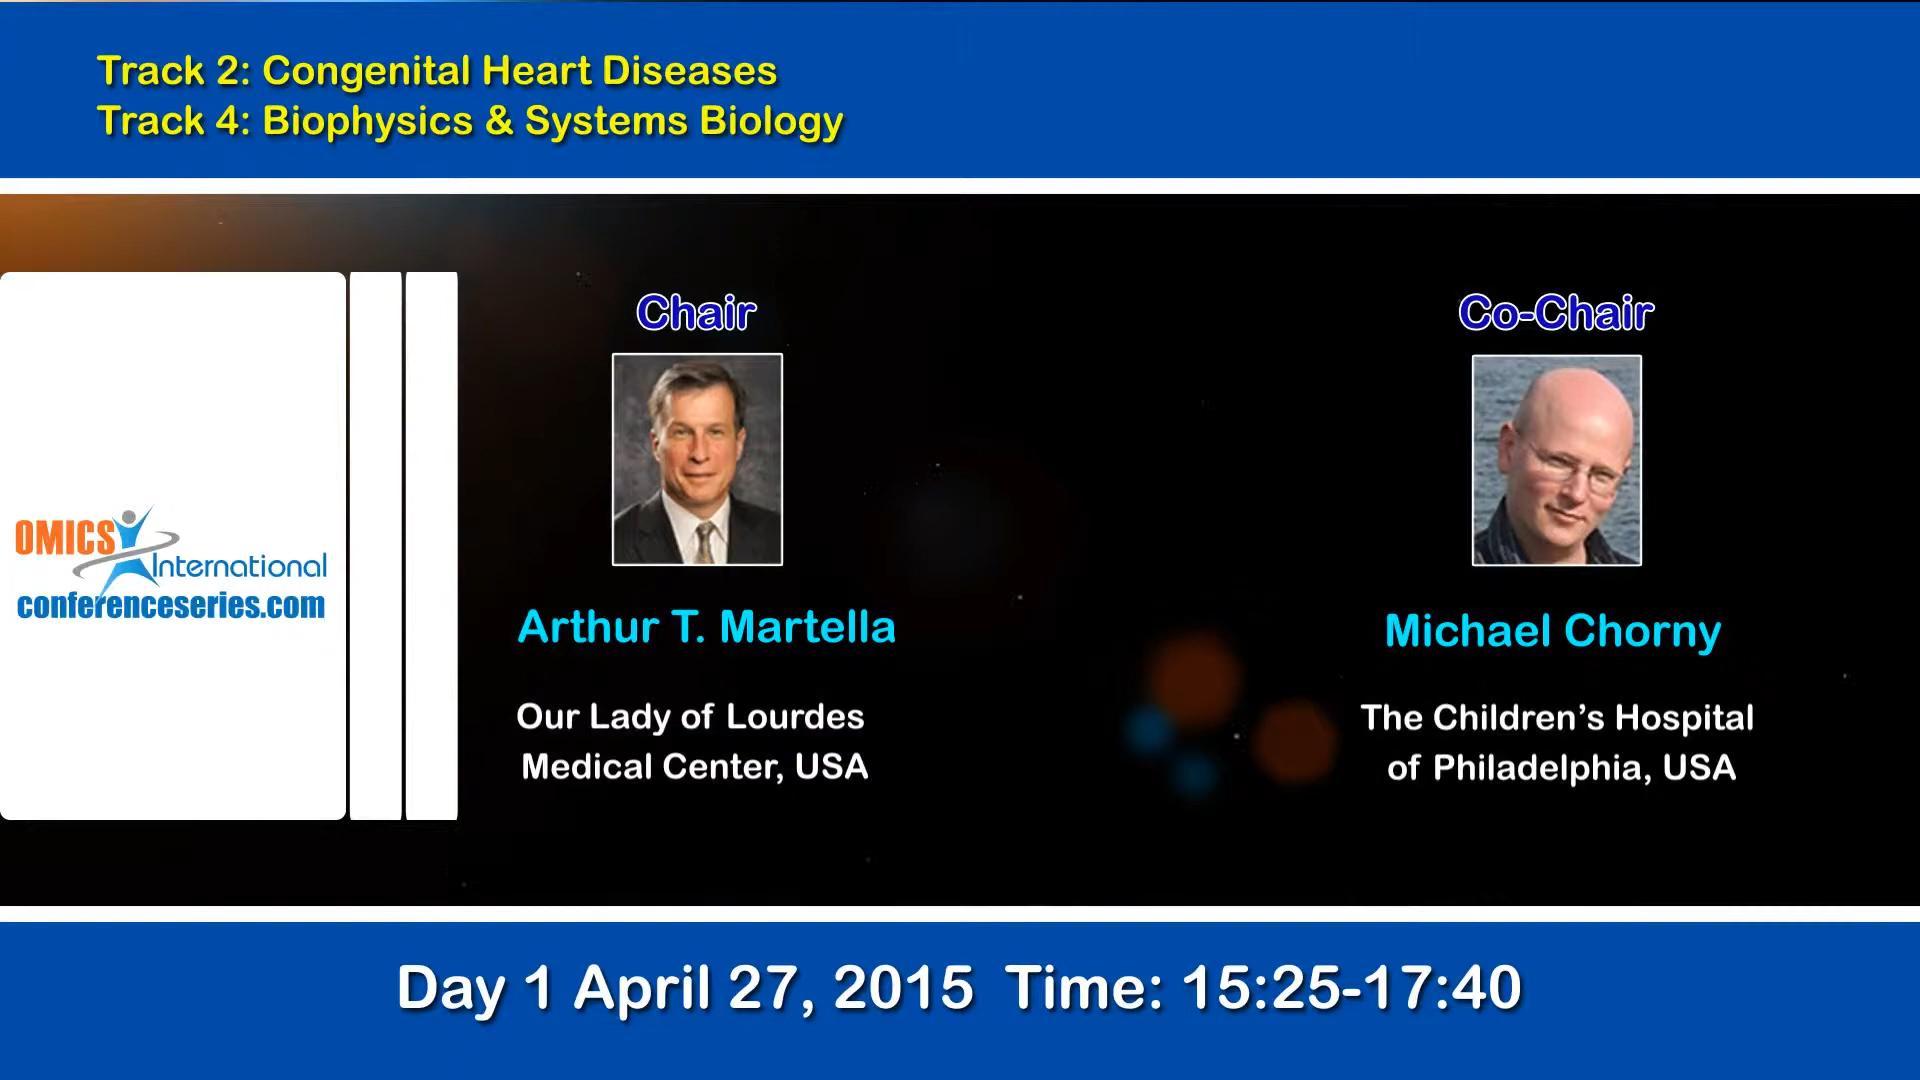 Track 2: Congenital Heart Diseases
Track 4: Biophysics & Systems Biology
OMICS
International
conferenceseries.com
Chair
Arthur T. Martella
Our Lady of Lourdes
Medical Center, USA
Co-Chair
Michael Chorny
The Children’s Hospital
of Philadelphia, USA
Day 1 April 27, 2015 Time: 15:25-17:40